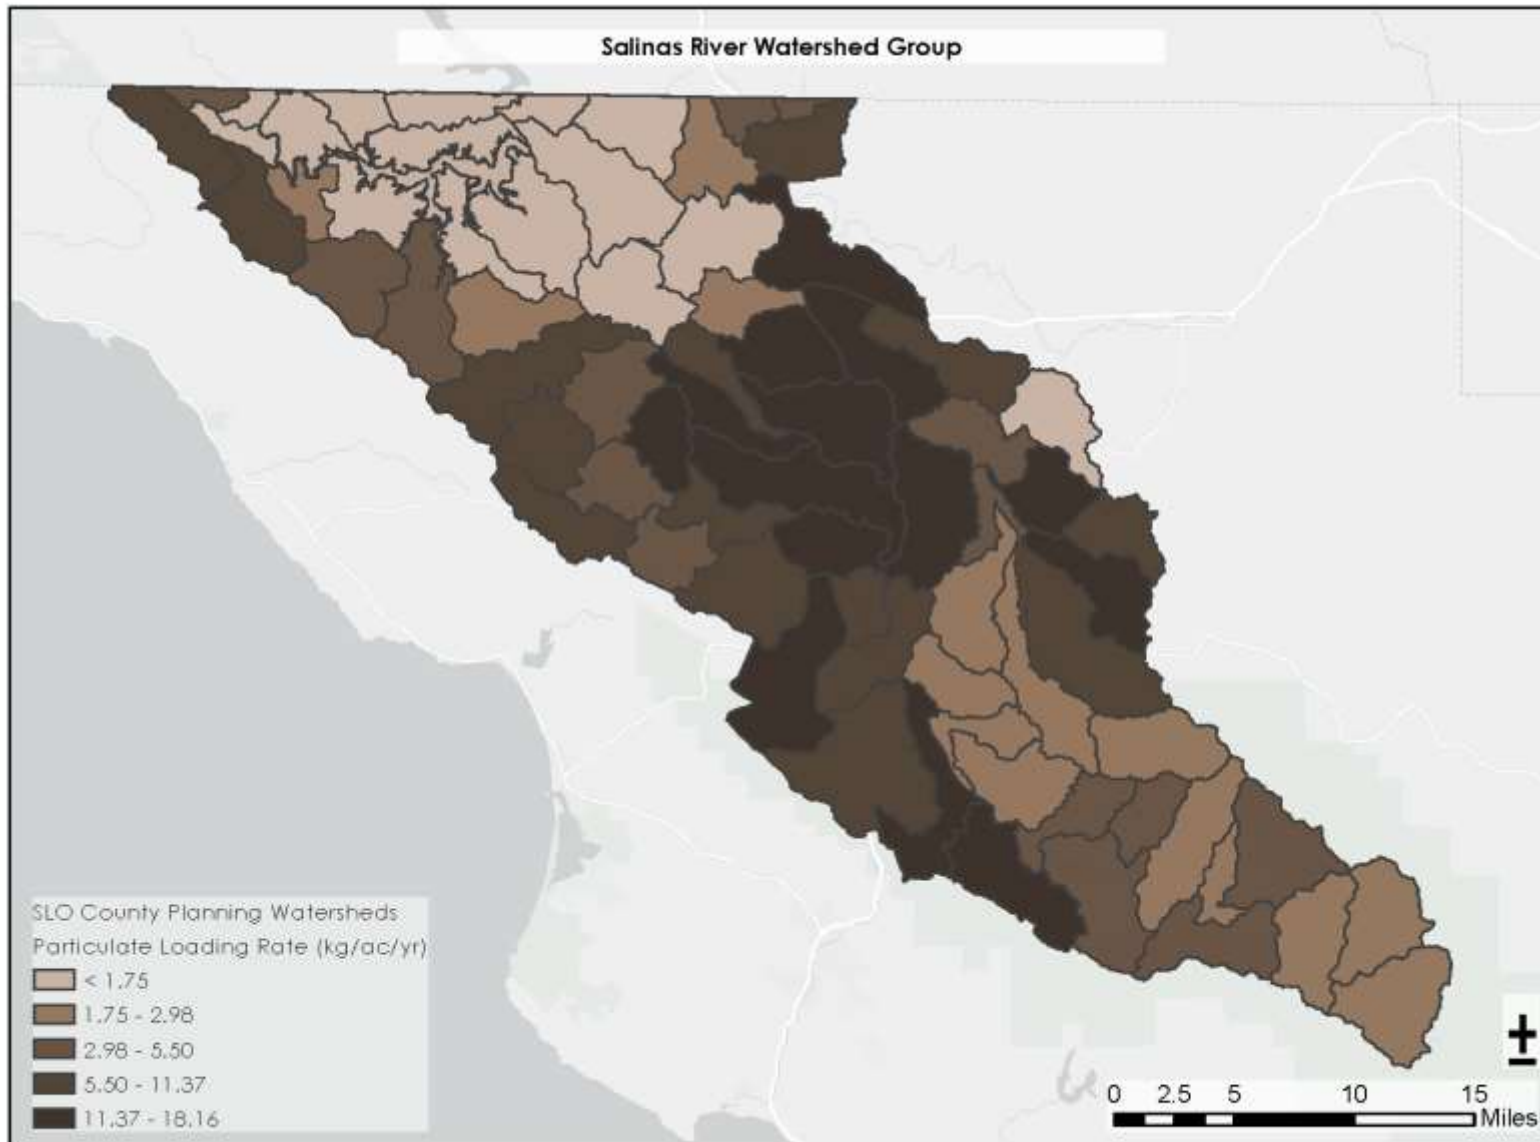 Salinas River Watershed Group
SLO County Planning Watersheds
Particulate Loading Rate (kg/ac/yr)
< 1.75
1.75 - 2.98
2.98 - 5.50
5.50 - 11.37
11.37 - 18.16
0 2.5 5 10 15
Miles